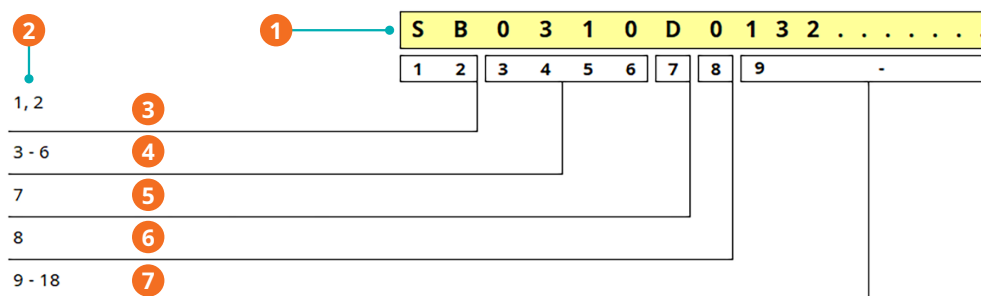 2 1 S B 0 3 1 0 D 0 1 3 2 . . . . . . .
1 2 3 4 5 6 7 8 9 -
1, 2 3
3 - 6 4
7 5
8 6
9 - 18 7